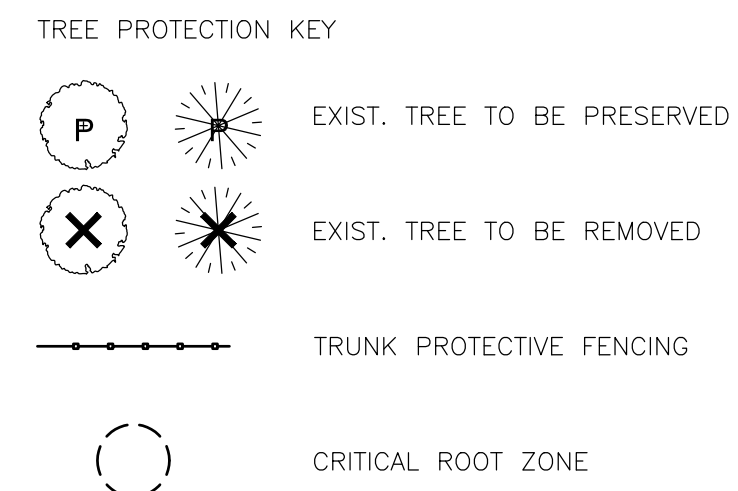 TREE PROTECTION KEY
P P EXIST. TREE TO BE PRESERVED
EXIST. TREE TO BE REMOVED
TRUNK PROTECTIVE FENCING
CRITICAL ROOT ZONE